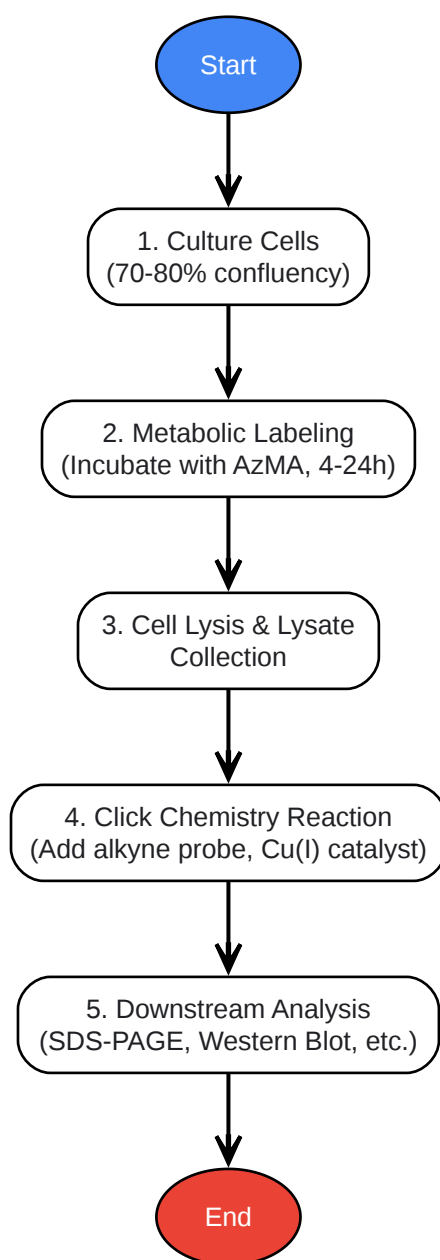 Start
1. Culture Cells
(70-80% confluency)
2. Metabolic Labeling
(Incubate with AzMA, 4-24h)
3. Cell Lysis & Lysate
Collection
4. Click Chemistry Reaction
(Add alkyne probe, Cu(I) catalyst)
5. Downstream Analysis
(SDS-PAGE, Western Blot, etc.)
End